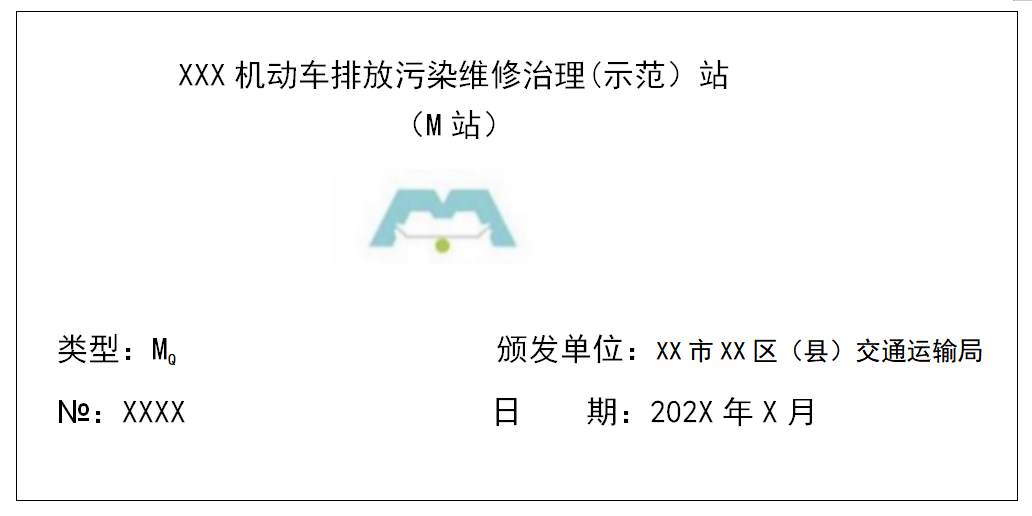 XXX 机动车排放污染维修治理(示范）站
（M 站）
类型：MQ
颁发单位：XX 市 XX 区（县）交通运输局
№：XXXX
日 期：202X 年 X 月